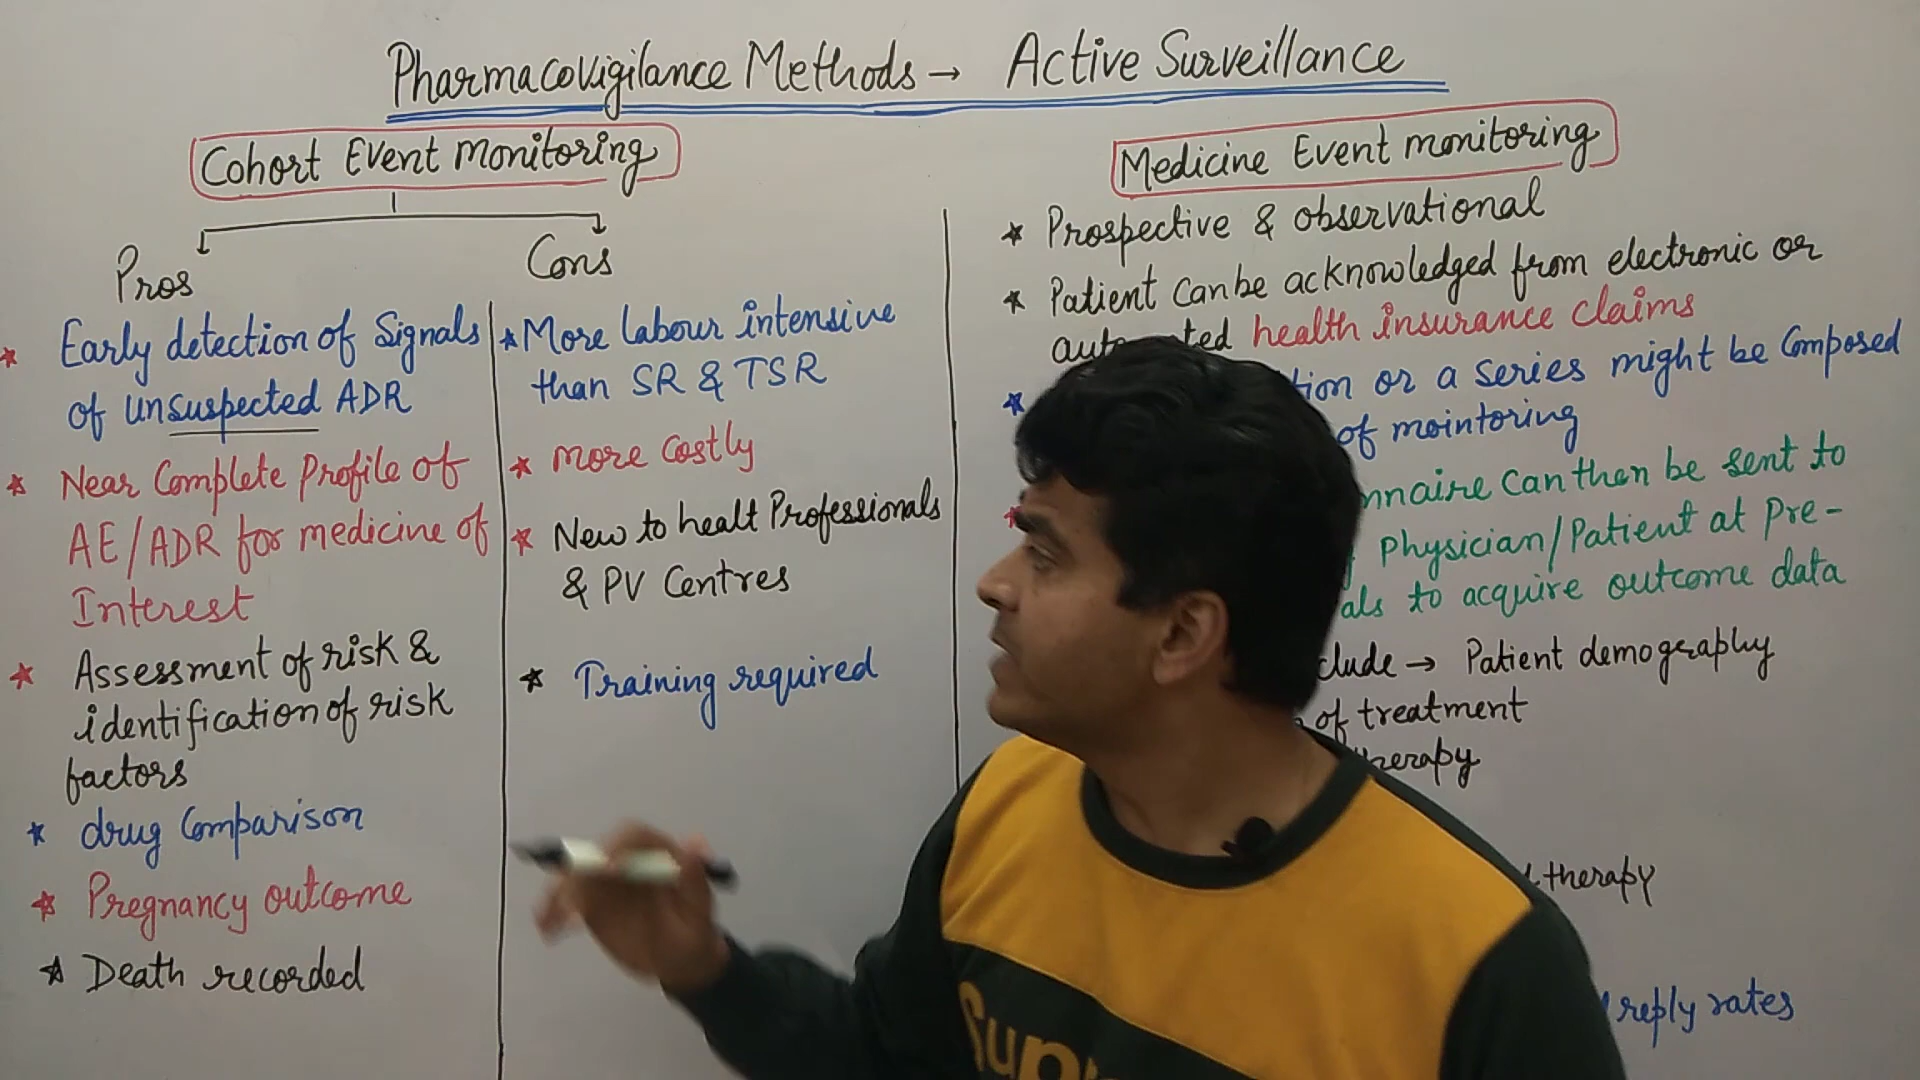 Pharmacovigilance Methods → Active Surveillance
Cohort Event monitoring
Pros
★ Early detection of Signals
of unsuspected ADR
★ Near Complete Profile of
AE/ADR for medicine of
Interest
★ Assessment of risk &
identification of risk
factors
★ drug Comparison
★ Pregnancy outcome
★ Death recorded
Cons
★ More labour intensive
than SR & TSR
★ more Costly
★ New to healt Professionals
& PV Centres
★ Training required
Medicine Event monitoring
★ Prospective & observational
★ Patient can be acknowledged from electronic or
health insurance claims
★ or a series might be Composed
of mointoring
★ Can then be sent to
Physician/Patient at Pre-
to acquire outcome data
→ Patient demography
of treatment
therapy
therapy
reply rates